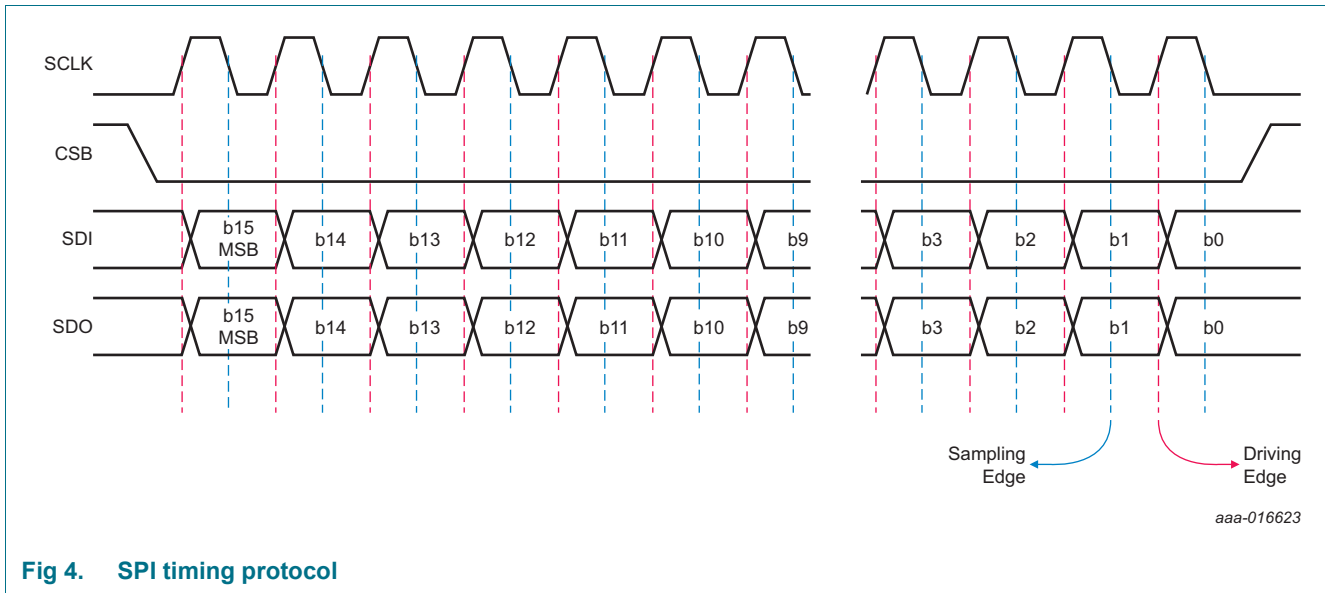 SCLK
CSB
SDI
b15
MSB
b14
b13
b12
b11
b10
b9
b3
b2
b1
b0
SDO
b15
MSB
b14
b13
b12
b11
b10
b9
b3
b2
b1
b0
Sampling
Edge
Driving
Edge
aaa-016623
Fig 4. SPI timing protocol